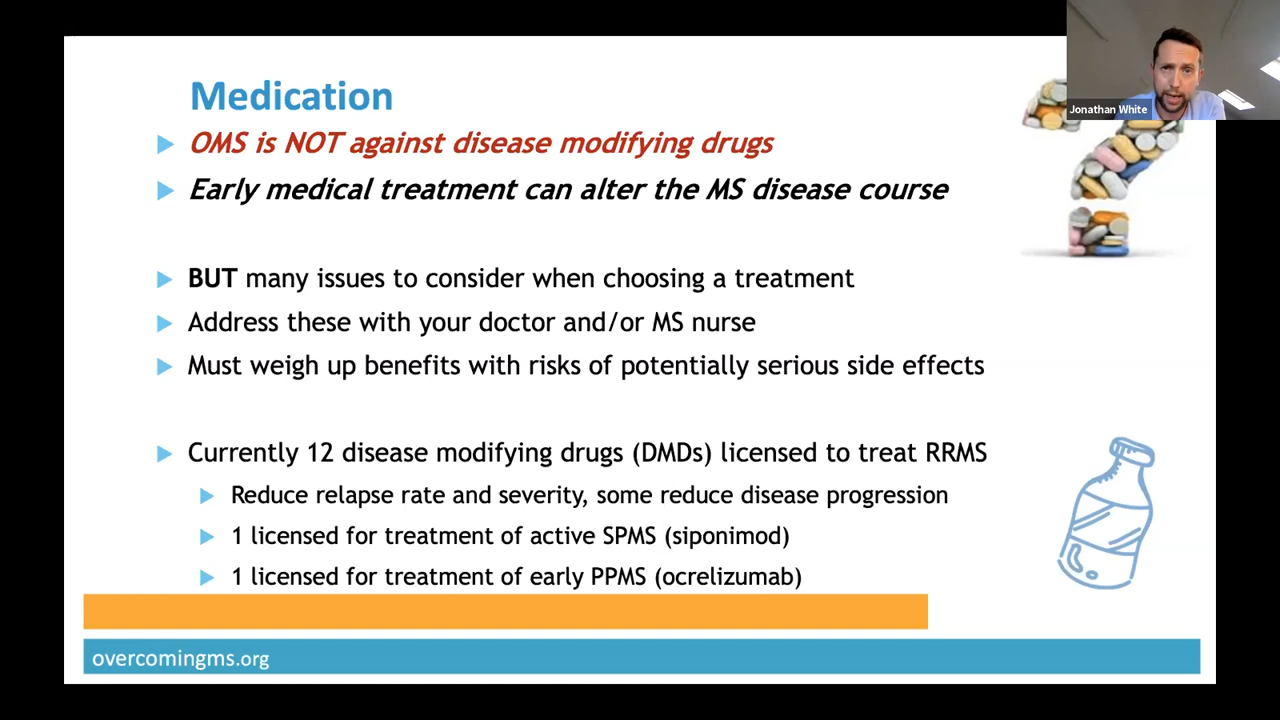 Jonathan White
Medication
OMS is NOT against disease modifying drugs
Early medical treatment can alter the MS disease course
BUT many issues to consider when choosing a treatment
Address these with your doctor and/or MS nurse
Must weigh up benefits with risks of potentially serious side effects
Currently 12 disease modifying drugs (DMDs) licensed to treat RRMS
Reduce relapse rate and severity, some reduce disease progression
1 licensed for treatment of active SPMS (siponimod)
1 licensed for treatment of early PPMS (ocrelizumab)
overcomingms.org